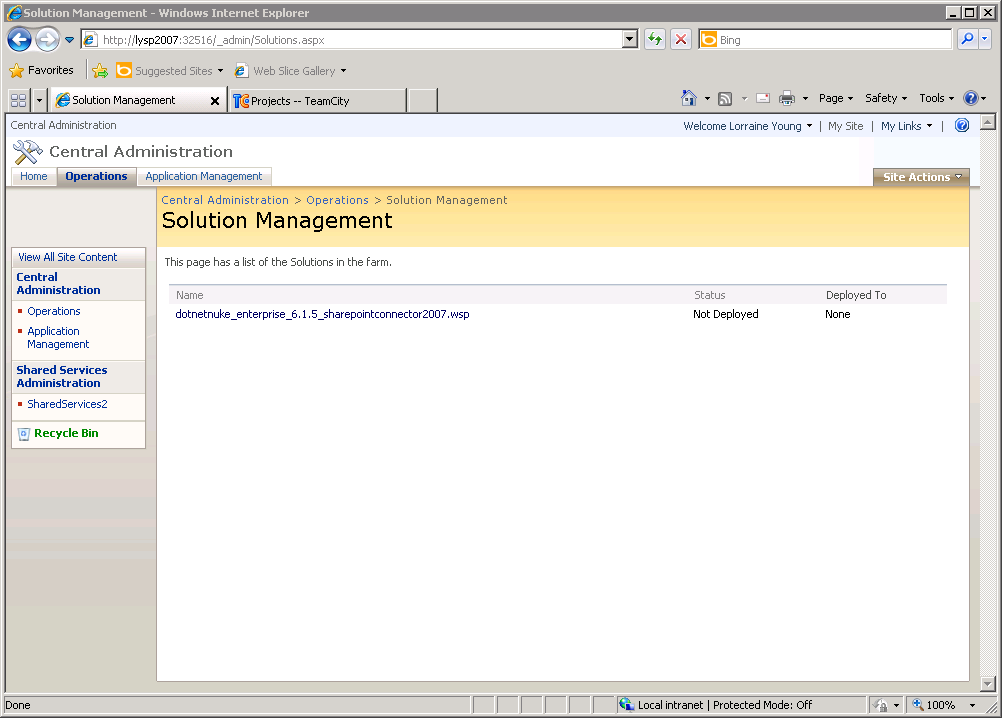 Solution Management - Windows Internet Explorer
http://lysp2007:32516/_admin/Solutions.aspx
Bing
Favorites
Suggested Sites
Web Slice Gallery
Solution Management
Projects -- TeamCity
Page
Safety
Tools
Central Administration
Welcome Lorraine Young
My Site
My Links
Central Administration
Home
Operations
Application Management
Site Actions
Central Administration > Operations > Solution Management
Solution Management
View All Site Content
Central
Administration
Operations
Application
Management
Shared Services
Administration
SharedServices2
Recycle Bin
This page has a list of the Solutions in the farm.
Name Status Deployed To
dotnetnuke_enterprise_6.1.5_sharepointconnector2007.wsp Not Deployed None
Done
Local intranet | Protected Mode: Off
100%